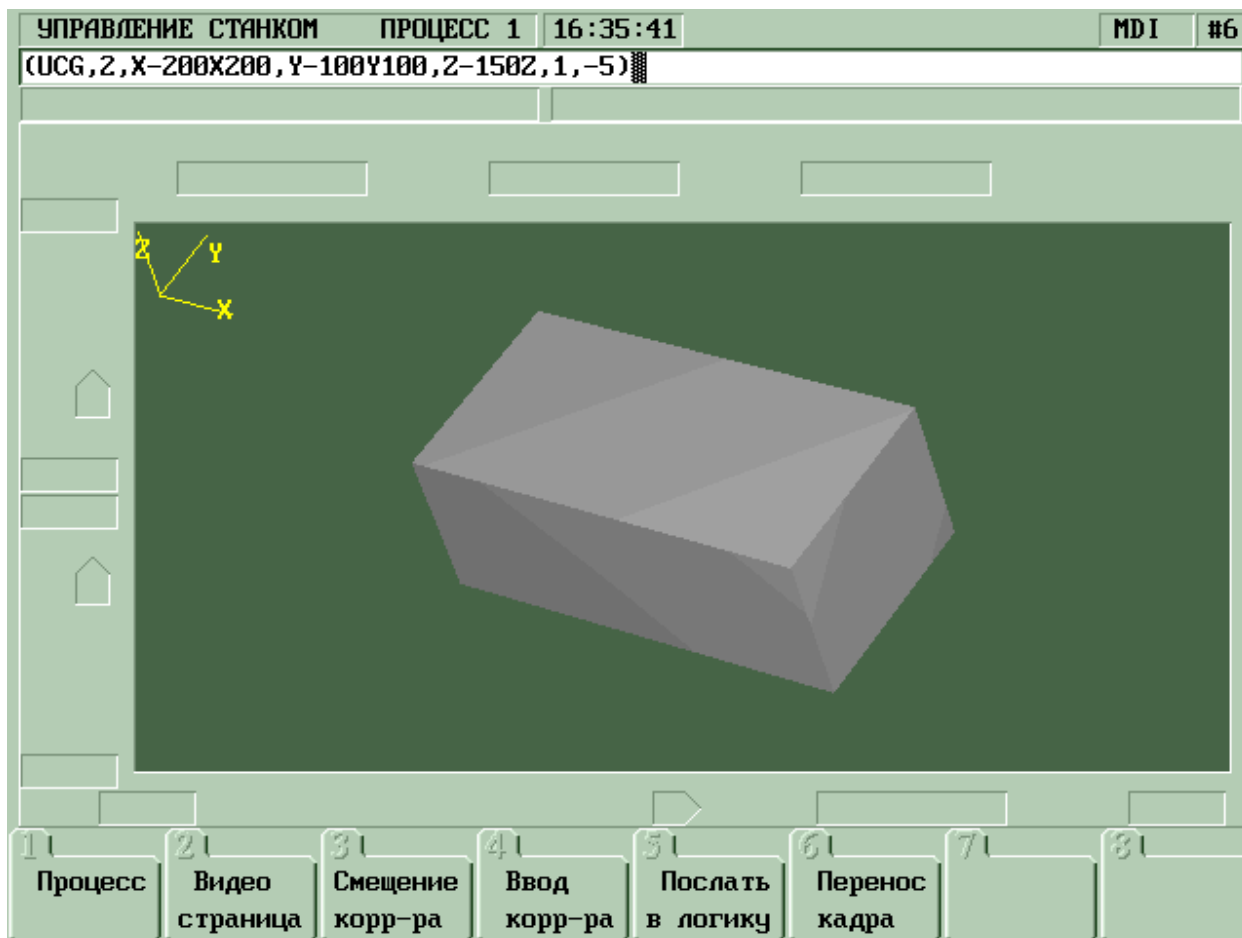 УПРАВЛЕНИЕ СТАНКОМ ПРОЦЕСС 1 16:35:41 MDI #6
(UCG,2,X-200X200,Y-100Y100,Z-150Z,1,-5)
Z
Y
X
1 2 3 4 5 6 7 8
Процесс Видео Смещение Ввод Послать Перенос
страница корр-ра корр-ра в логику кадра